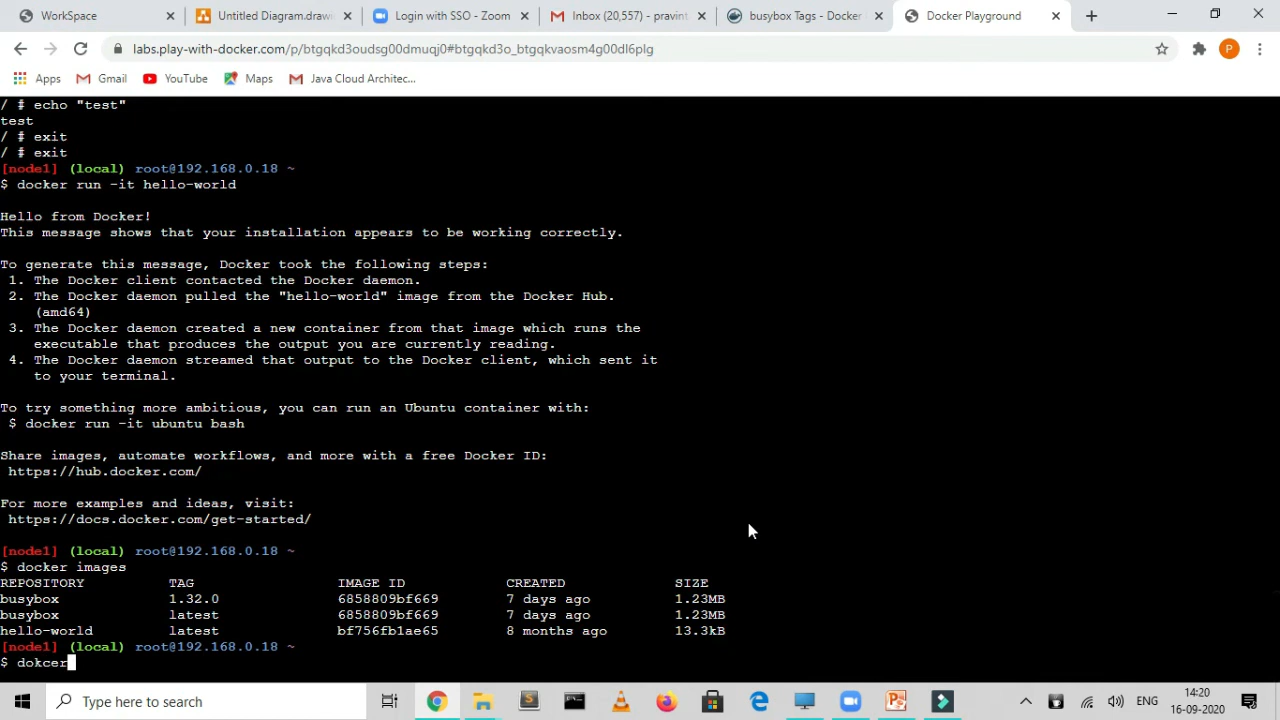 WorkSpace
Untitled Diagram.draw
Login with SSO - Zoom
Inbox (20,557) - pravint
busybox Tags - Docker
Docker Playground
labs.play-with-docker.com/p/btgqkd3oudsg00dmuqj0#btgqkd3o_btgqkvaosm4g00dl6plg
P
Apps
Gmail
YouTube
Maps
Java Cloud Architec...
/ # echo "test"
test
/ # exit
/ # exit
[node1] (local) root@192.168.0.18 ~
$ docker run -it hello-world
Hello from Docker!
This message shows that your installation appears to be working correctly.
To generate this message, Docker took the following steps:
1. The Docker client contacted the Docker daemon.
2. The Docker daemon pulled the "hello-world" image from the Docker Hub.
(amd64)
3. The Docker daemon created a new container from that image which runs the
executable that produces the output you are currently reading.
4. The Docker daemon streamed that output to the Docker client, which sent it
to your terminal.
To try something more ambitious, you can run an Ubuntu container with:
$ docker run -it ubuntu bash
Share images, automate workflows, and more with a free Docker ID:
https://hub.docker.com/
For more examples and ideas, visit:
https://docs.docker.com/get-started/
[node1] (local) root@192.168.0.18 ~
$ docker images
REPOSITORY TAG IMAGE ID CREATED SIZE
busybox 1.32.0 6858809bf669 7 days ago 1.23MB
busybox latest 6858809bf669 7 days ago 1.23MB
hello-world latest bf756fb1ae65 8 months ago 13.3kB
[node1] (local) root@192.168.0.18 ~
$ dokcer
Type here to search
ENG
14:20
16-09-2020